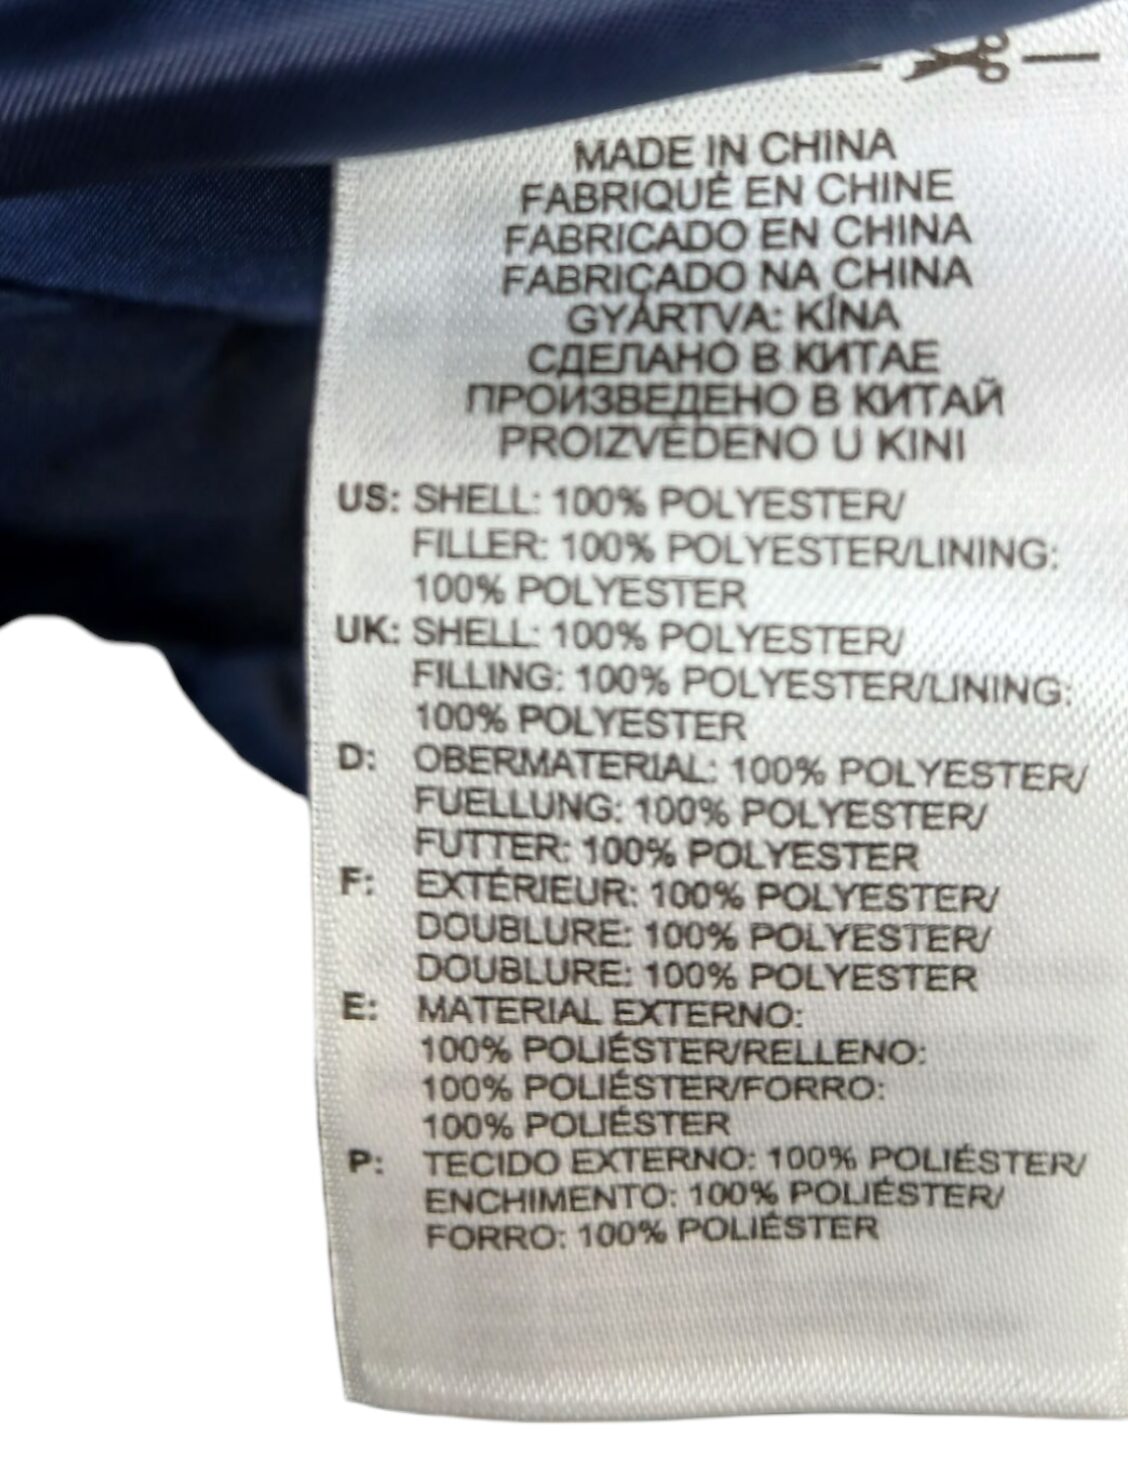 MADE IN CHINA
FABRIQUÉ EN CHINE
FABRICADO EN CHINA
FABRICADO NA CHINA
GYÁRTVA: KÍNA
СДЕЛАНО В КИТАЕ
ПРОИЗВЕДЕНО В КИТАЙ
PROIZVEDENO U KINI
US: SHELL: 100% POLYESTER/
FILLER: 100% POLYESTER/LINING:
100% POLYESTER
UK: SHELL: 100% POLYESTER/
FILLING: 100% POLYESTER/LINING:
100% POLYESTER
D: OBERMATERIAL: 100% POLYESTER/
FUELLUNG: 100% POLYESTER/
FUTTER: 100% POLYESTER
F: EXTÉRIEUR: 100% POLYESTER/
DOUBLURE: 100% POLYESTER/
DOUBLURE: 100% POLYESTER
E: MATERIAL EXTERNO:
100% POLIÉSTER/RELLENO:
100% POLIÉSTER/FORRO:
100% POLIÉSTER
P: TECIDO EXTERNO: 100% POLIÉSTER/
ENCHIMENTO: 100% POLIÉSTER/
FORRO: 100% POLIÉSTER